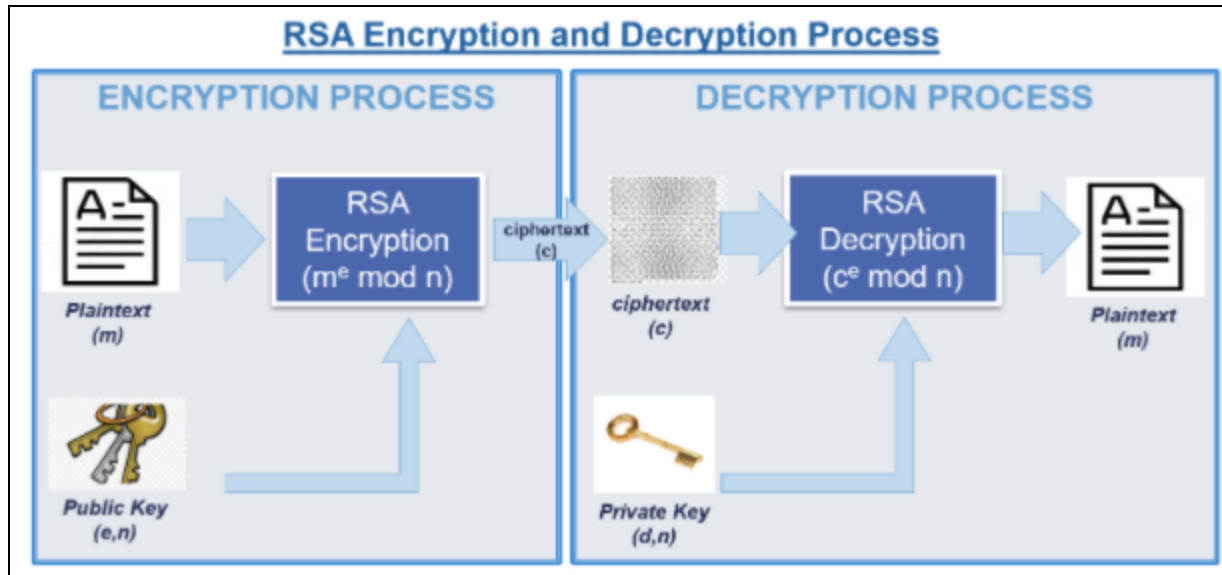 RSA Encryption and Decryption Process
ENCRYPTION PROCESS
Plaintext
(m)
RSA
Encryption
(mᵉ mod n)
ciphertext
(c)
Public Key
(e,n)
DECRYPTION PROCESS
ciphertext
(c)
RSA
Decryption
(cᵉ mod n)
Plaintext
(m)
Private Key
(d,n)